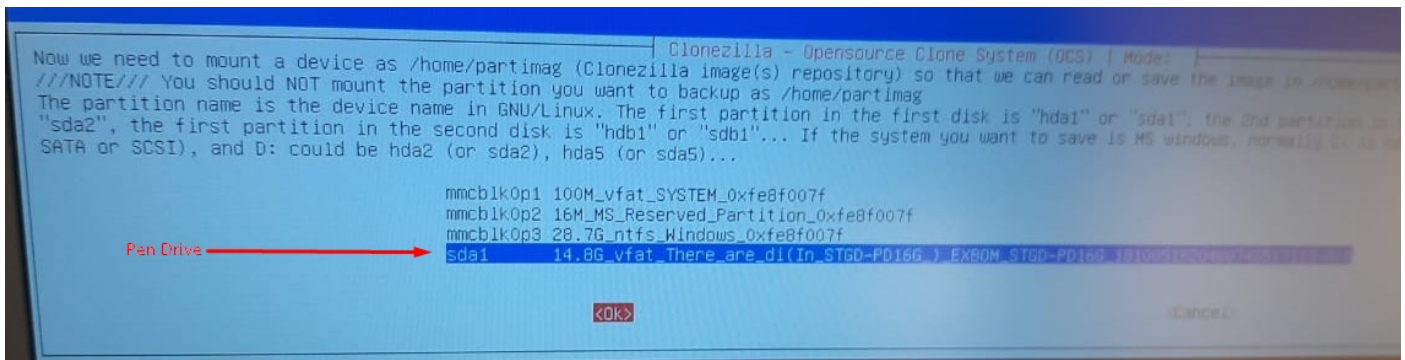 Clonezilla - Opensource Clone System (OCS) | Mode:
Now we need to mount a device as /home/partimag (Clonezilla image(s) repository) so that we can read or save the image in /home/part
///NOTE/// You should NOT mount the partition you want to backup as /home/partimag
The partition name is the device name in GNU/Linux. The first partition in the first disk is "hda1" or "sda1", the 2nd partition in
"sda2", the first partition in the second disk is "hdb1" or "sdb1"... If the system you want to save is MS windows, normally C: is
SATA or SCSI), and D: could be hda2 (or sda2), hda5 (or sda5)...
mmcblk0p1 100M_vfat_SYSTEM_0xfe8f007f
mmcblk0p2 16M_MS_Reserved_Partition_0xfe8f007f
mmcblk0p3 28.7G_ntfs_Windows_0xfe8f007f
Pen Drive
sda1 14.8G_vfat_There_are_di(In_STGD-PD16G_)_EXBOM_STGD-PD16G
<Ok> <Cancel>